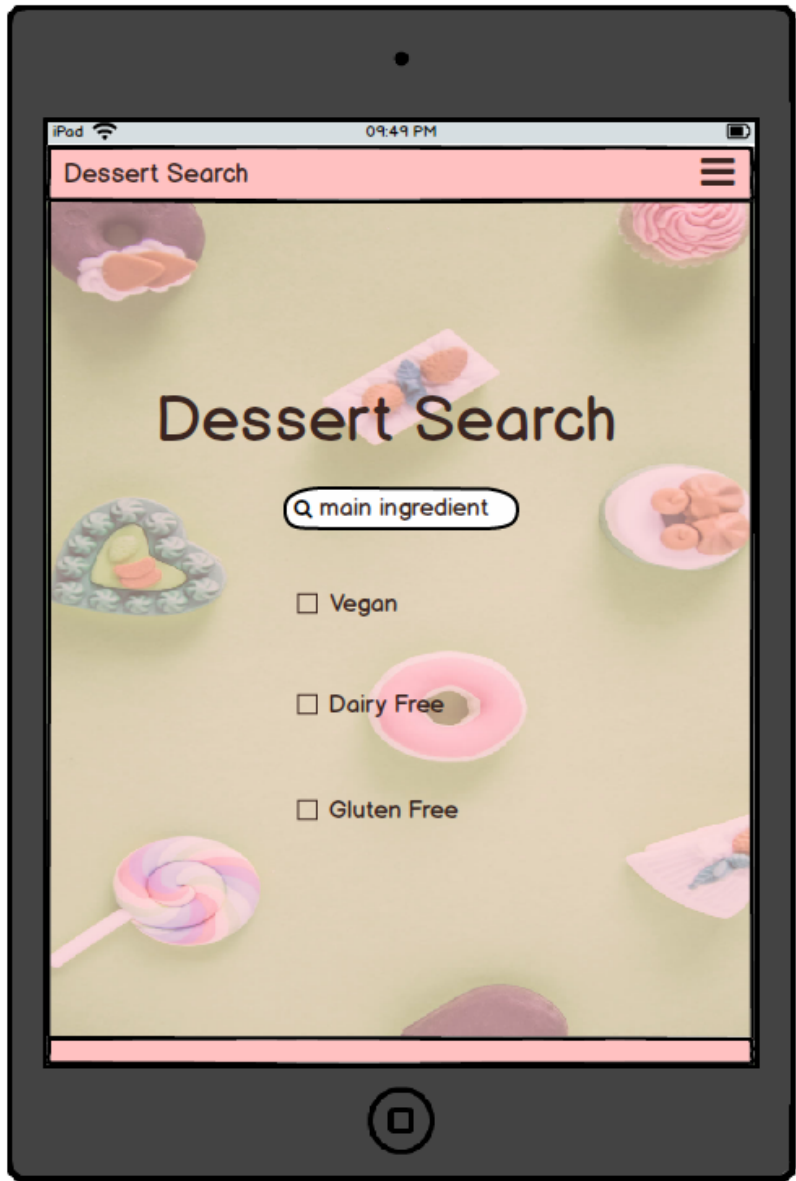 iPad 09:49 PM
Dessert Search
Dessert Search
main ingredient
Vegan
Dairy Free
Gluten Free